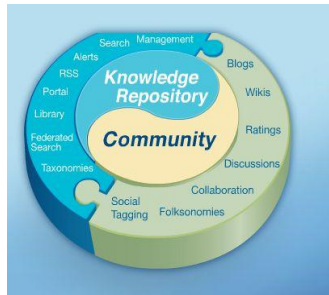 Management
Search
Alerts
RSS
Portal
Library
Federated
Search
Taxonomies
Knowledge
Repository
Community
Blogs
Wikis
Ratings
Discussions
Collaboration
Folksonomies
Social
Tagging